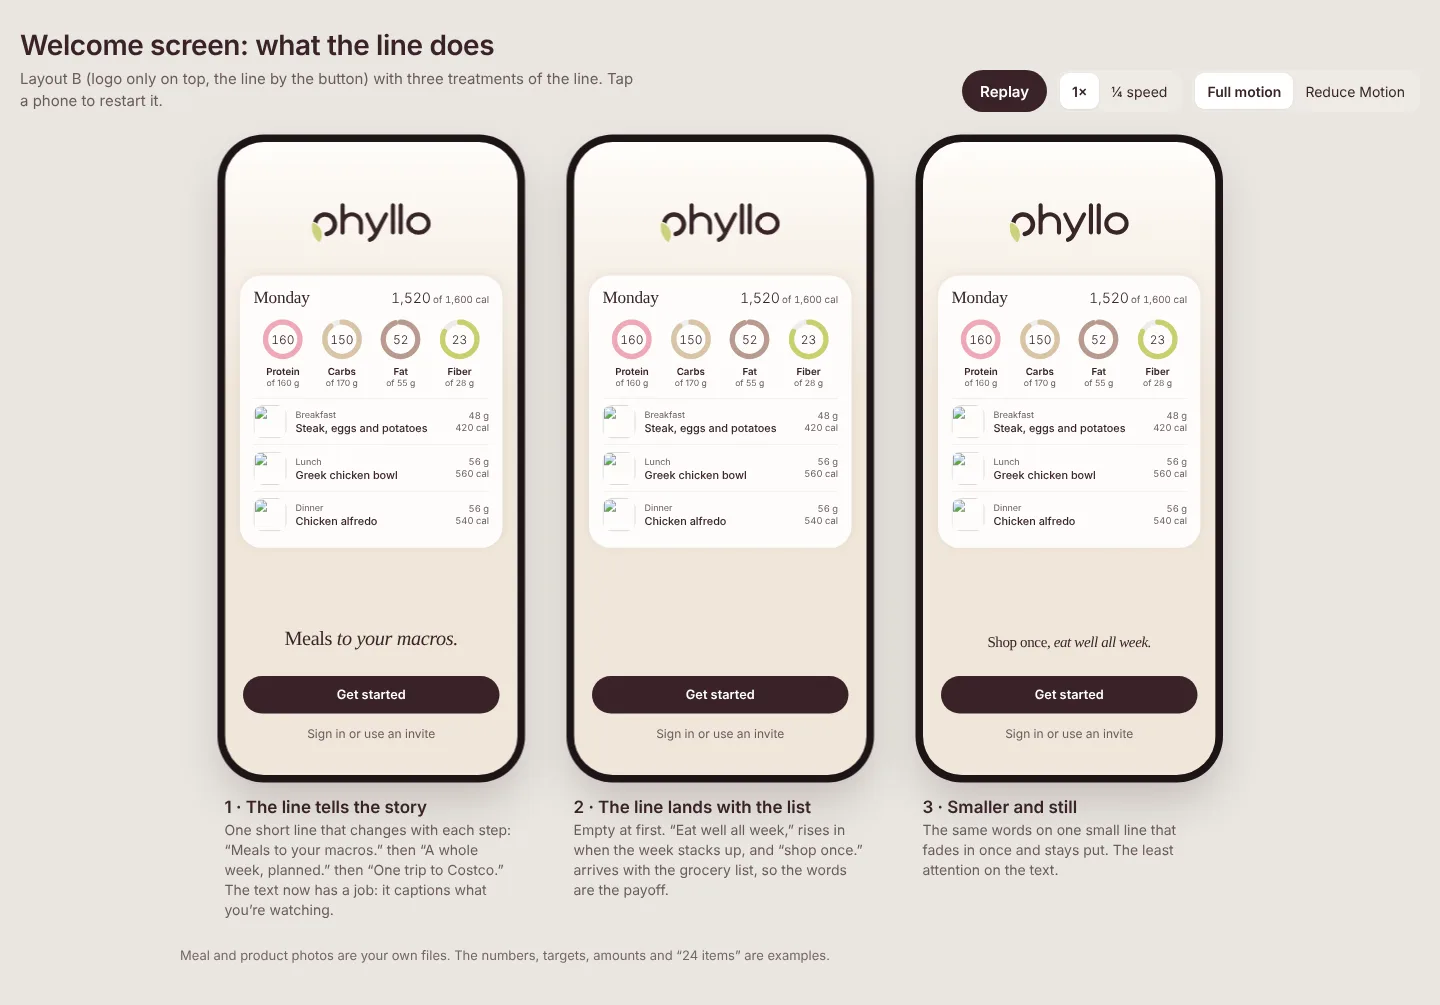 Welcome screen: what the line does
Layout B (logo only on top, the line by the button) with three treatments of the line. Tap
a phone to restart it.
Replay
1×
¼ speed
Full motion
Reduce Motion
phyllo
Monday
1,520 of 1,600 cal
160
150
52
23
Protein
Carbs
Fat
Fiber
of 160 g
of 170 g
of 55 g
of 28 g
Breakfast
48 g
Steak, eggs and potatoes
420 cal
Lunch
56 g
Greek chicken bowl
560 cal
Dinner
56 g
Chicken alfredo
540 cal
Meals to your macros.
Get started
Sign in or use an invite
1 · The line tells the story
One short line that changes with each step:
“Meals to your macros.” then “A whole
week, planned.” then “One trip to Costco.”
The text now has a job: it captions what
you’re watching.
phyllo
Monday
1,520 of 1,600 cal
160
150
52
23
Protein
Carbs
Fat
Fiber
of 160 g
of 170 g
of 55 g
of 28 g
Breakfast
48 g
Steak, eggs and potatoes
420 cal
Lunch
56 g
Greek chicken bowl
560 cal
Dinner
56 g
Chicken alfredo
540 cal
Get started
Sign in or use an invite
2 · The line lands with the list
Empty at first. “Eat well all week,” rises in
when the week stacks up, and “shop once.”
arrives with the grocery list, so the words
are the payoff.
phyllo
Monday
1,520 of 1,600 cal
160
150
52
23
Protein
Carbs
Fat
Fiber
of 160 g
of 170 g
of 55 g
of 28 g
Breakfast
48 g
Steak, eggs and potatoes
420 cal
Lunch
56 g
Greek chicken bowl
560 cal
Dinner
56 g
Chicken alfredo
540 cal
Shop once, eat well all week.
Get started
Sign in or use an invite
3 · Smaller and still
The same words on one small line that
fades in once and stays put. The least
attention on the text.
Meal and product photos are your own files. The numbers, targets, amounts and “24 items” are examples.